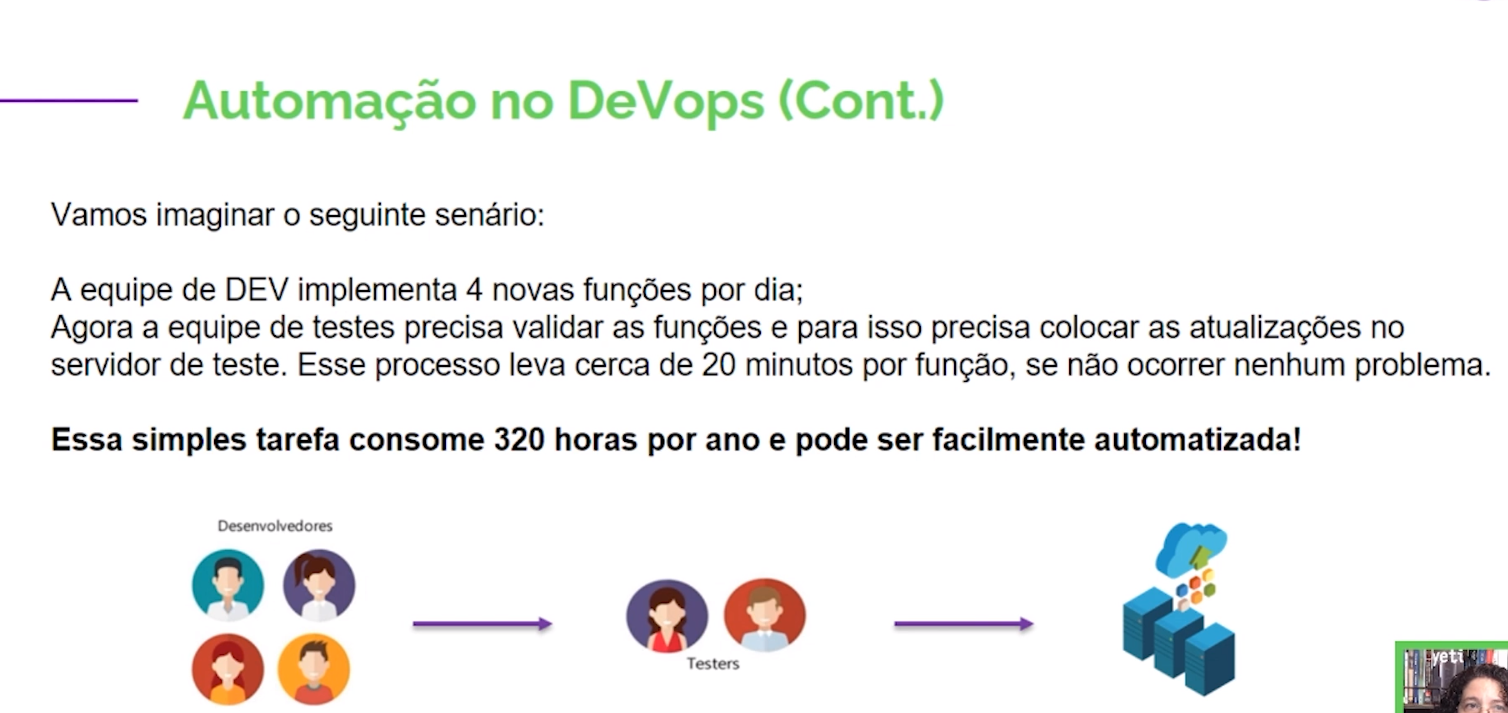 Automação no DeVops (Cont.)
Vamos imaginar o seguinte senário:
A equipe de DEV implementa 4 novas funções por dia;
Agora a equipe de testes precisa validar as funções e para isso precisa colocar as atualizações no
servidor de teste. Esse processo leva cerca de 20 minutos por função, se não ocorrer nenhum problema.
Essa simples tarefa consome 320 horas por ano e pode ser facilmente automatizada!
Desenvolvedores
Testers
yeti